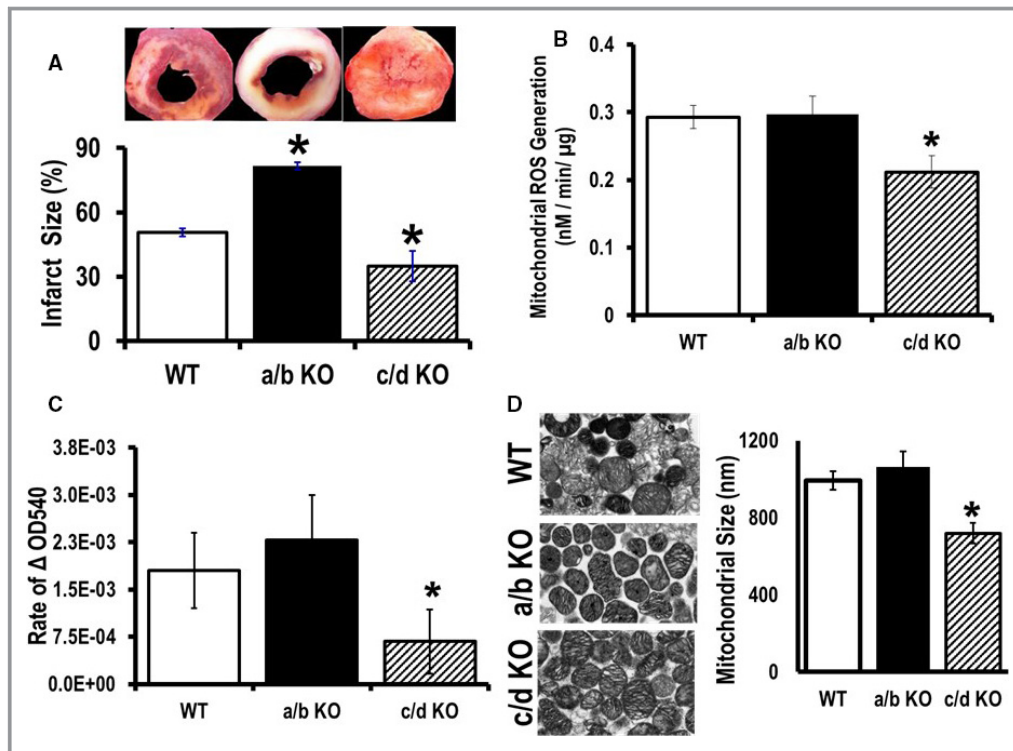 A
Infarct Size (%)
90
60
30
0
*
*
WT a/b KO c/d KO
B
Mitochondrial ROS Generation
(nM / min/ µg)
0.4
0.3
0.2
0.1
0
*
WT a/b KO c/d KO
C
Rate of Δ OD540
3.8E-03
3.0E-03
2.3E-03
1.5E-03
7.5E-04
0.0E+00
*
WT a/b KO c/d KO
D
WT
a/b KO
c/d KO
Mitochondrial Size (nm)
1200
800
400
0
*
WT a/b KO c/d KO